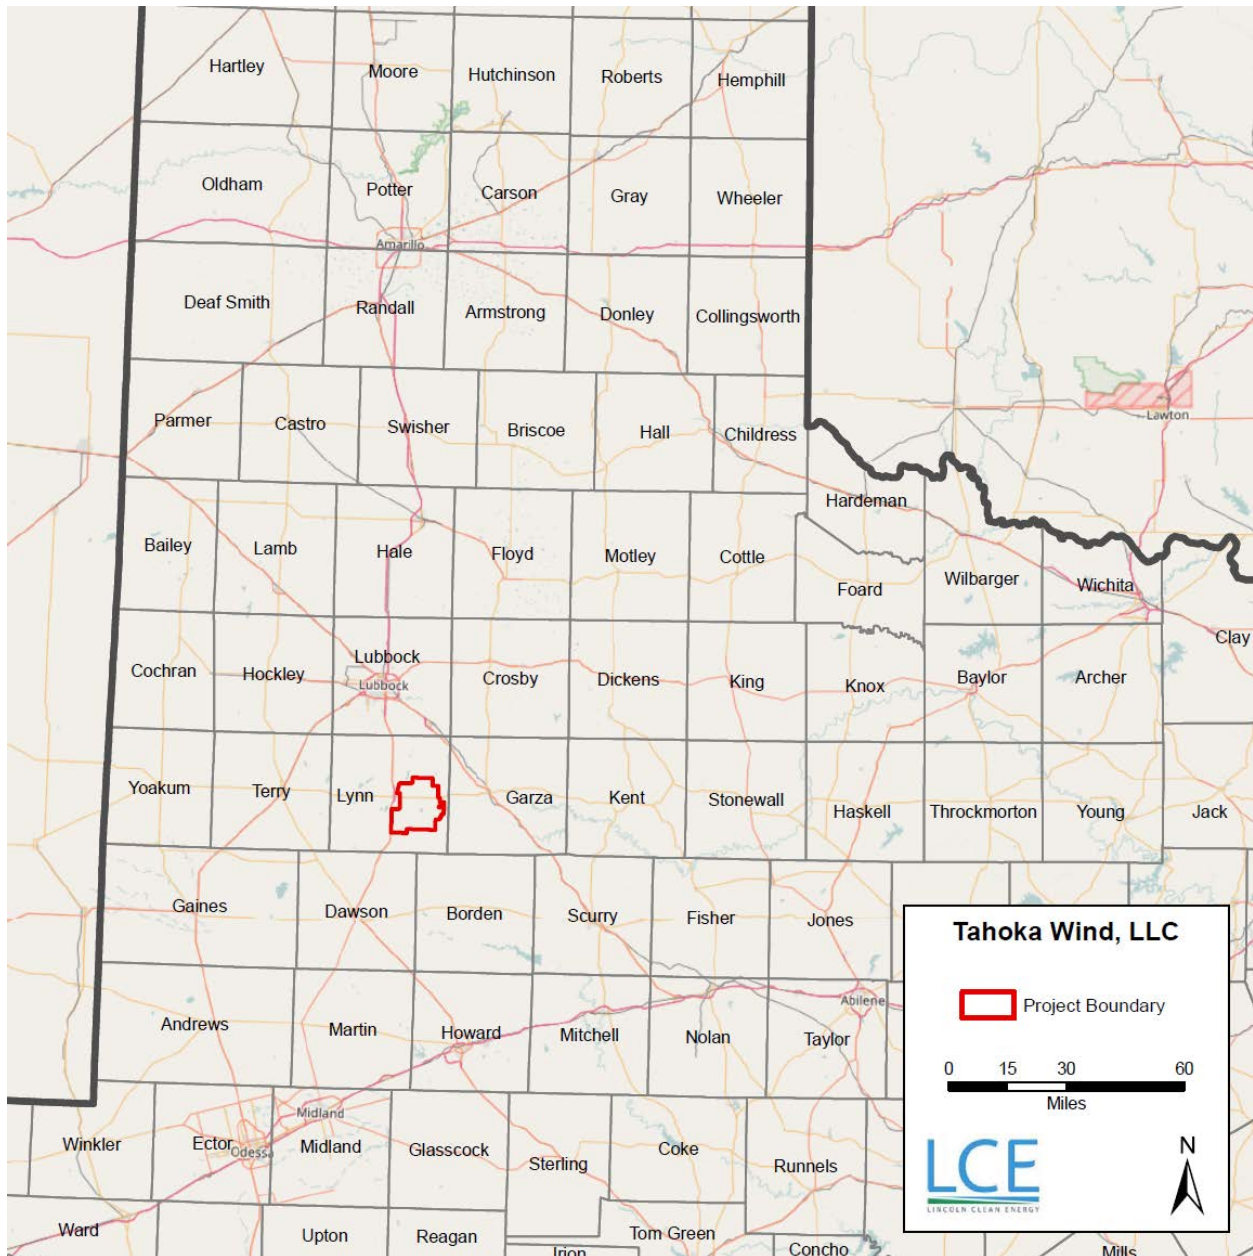 Hartley
Moore
Hutchinson
Roberts
Hemphill
Oldham
Potter
Carson
Gray
Wheeler
Amarillo
Deaf Smith
Randall
Armstrong
Donley
Collingsworth
Parmer
Castro
Swisher
Briscoe
Hall
Childress
Lawton
Hardeman
Bailey
Lamb
Hale
Floyd
Motley
Cottle
Foard
Wilbarger
Wichita
Clay
Cochran
Hockley
Lubbock
Lubbock
Crosby
Dickens
King
Knox
Baylor
Archer
Yoakum
Terry
Lynn
Garza
Kent
Stonewall
Haskell
Throckmorton
Young
Jack
Gaines
Dawson
Borden
Scurry
Fisher
Jones
Andrews
Martin
Howard
Mitchell
Nolan
Taylor
Abilene
Winkler
Ector
Odessa
Midland
Midland
Glasscock
Sterling
Coke
Runnels
Ward
Upton
Reagan
Irion
Tom Green
Concho
Mills
Tahoka Wind, LLC
Project Boundary
0 15 30 60
Miles
LCE
LINCOLN CLEAN ENERGY
N